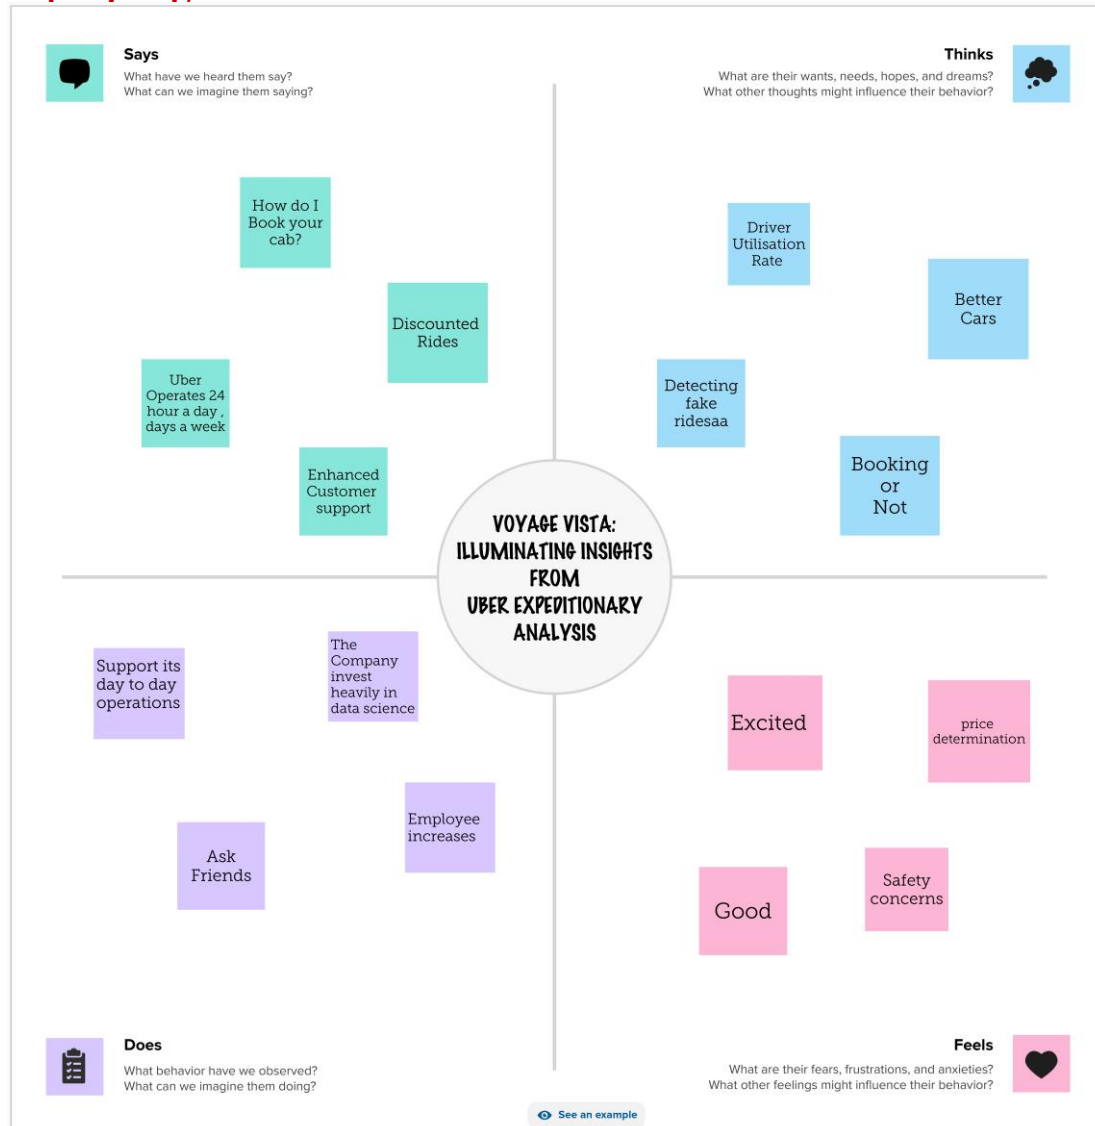 Says
What have we heard them say?
What can we imagine them saying?
Thinks
What are their wants, needs, hopes, and dreams?
What other thoughts might influence their behavior?
How do I
Book your
cab?
Discounted
Rides
Uber
Operates 24
hour a day ,
days a week
Enhanced
Customer
support
Driver
Utilisation
Rate
Better
Cars
Detecting
fake
ridesaa
Booking
or
Not
VOYAGE VISTA:
ILLUMINATING INSIGHTS
FROM
UBER EXPEDITIONARY
ANALYSIS
Support its
day to day
operations
The
Company
invest
heavily in
data science
Employee
increases
Ask
Friends
Excited
price
determination
Good
Safety
concerns
Does
What behavior have we observed?
What can we imagine them doing?
Feels
What are their fears, frustrations, and anxieties?
What other feelings might influence their behavior?
See an example